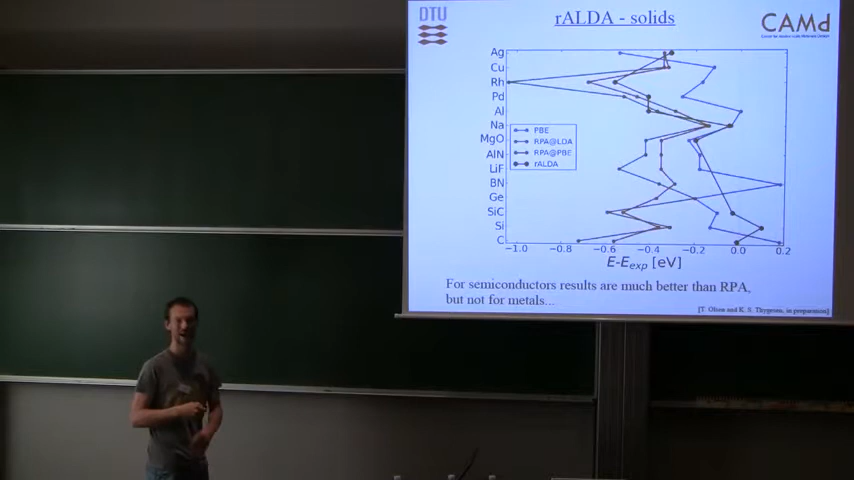 DTU
rALDA - solids
CAMd
Ag
Cu
Rh
Pd
Al
Na
MgO
AlN
LiF
BN
Ge
SiC
Si
C
PBE
RPA@LDA
RPA@PBE
rALDA
−1.0 −0.8 −0.6 −0.4 −0.2 0.0 0.2
E-Eexp [eV]
For semiconductors results are much better than RPA,
but not for metals...
[T. Olsen and K. S. Thygesen, in preparation]